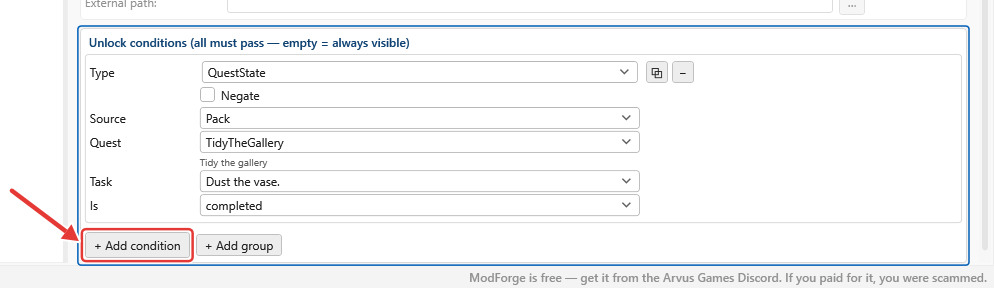 External path:
...
Unlock conditions (all must pass — empty = always visible)
Type QuestState
Negate
Source Pack
Quest TidyTheGallery
Tidy the gallery
Task Dust the vase.
Is completed
+ Add condition + Add group
ModForge is free — get it from the Arvus Games Discord. If you paid for it, you were scammed.